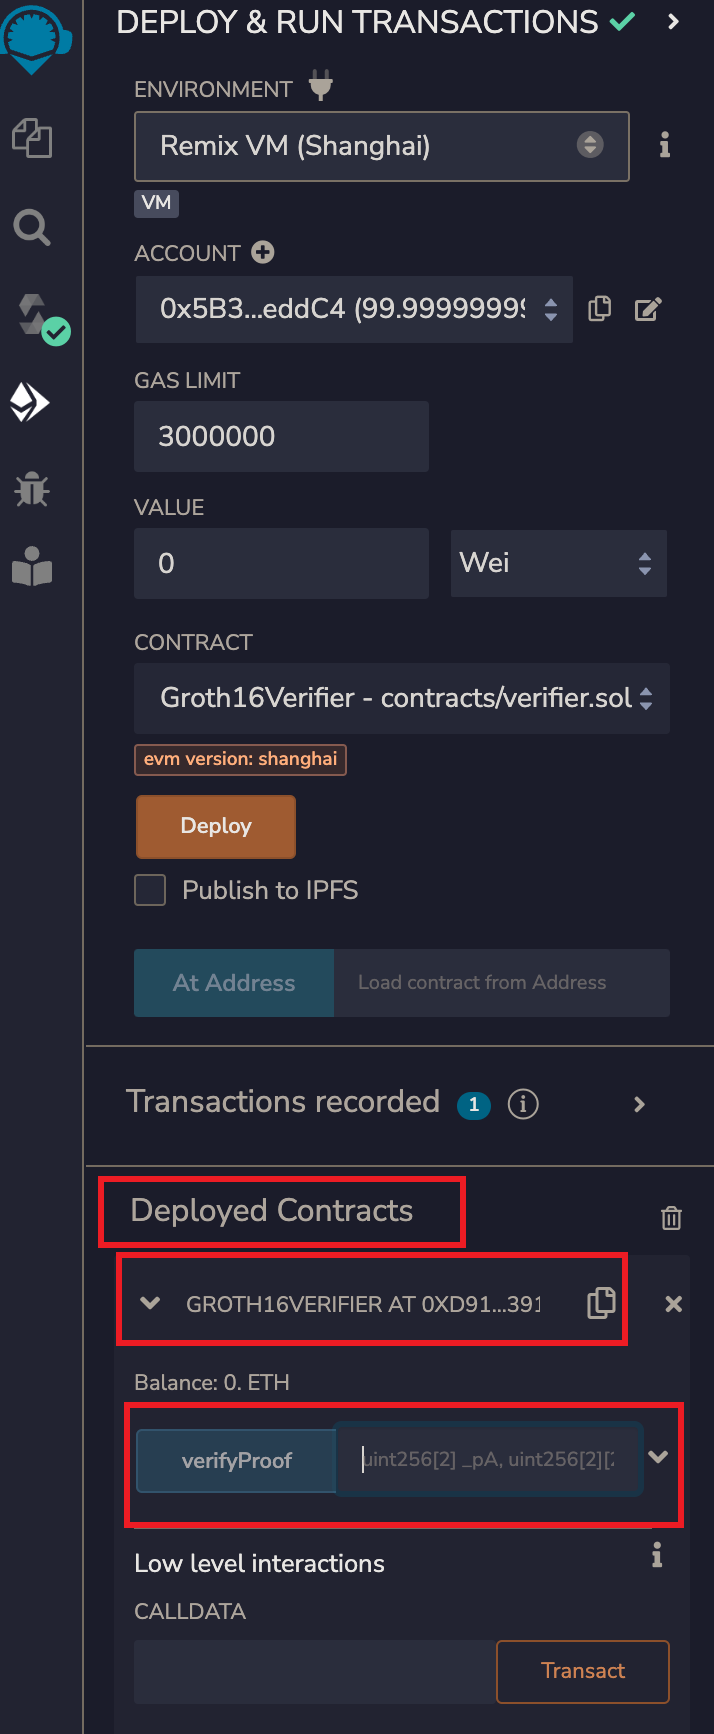 DEPLOY & RUN TRANSACTIONS
ENVIRONMENT
Remix VM (Shanghai)
VM
ACCOUNT
0x5B3...eddC4 (99.99999999
GAS LIMIT
3000000
VALUE
0 Wei
CONTRACT
Groth16Verifier - contracts/verifier.sol
evm version: shanghai
Deploy
Publish to IPFS
At Address Load contract from Address
Transactions recorded 1 i
Deployed Contracts
GROTH16VERIFIER AT 0XD91...391
Balance: 0. ETH
verifyProof uint256[2] _pA, uint256[2][2
Low level interactions
CALLDATA
Transact